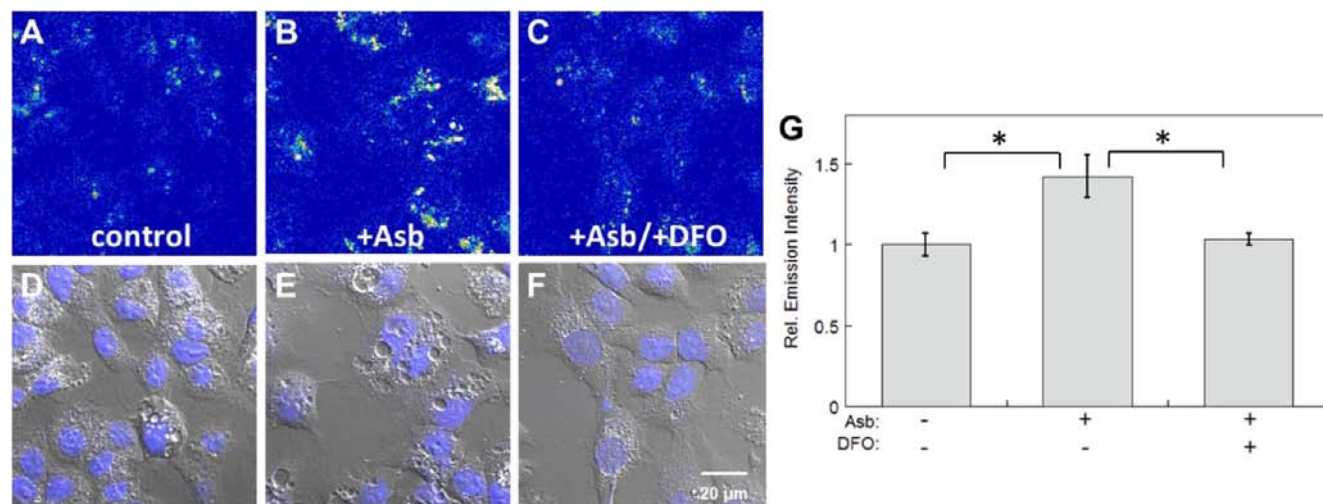 A
control
B
+Asb
C
+Asb/+DFO
D
E
F
20 μm
G
*
*
Rel. Emission Intensity
1.5
1
0.5
0
Asb: - + +
DFO: - - +